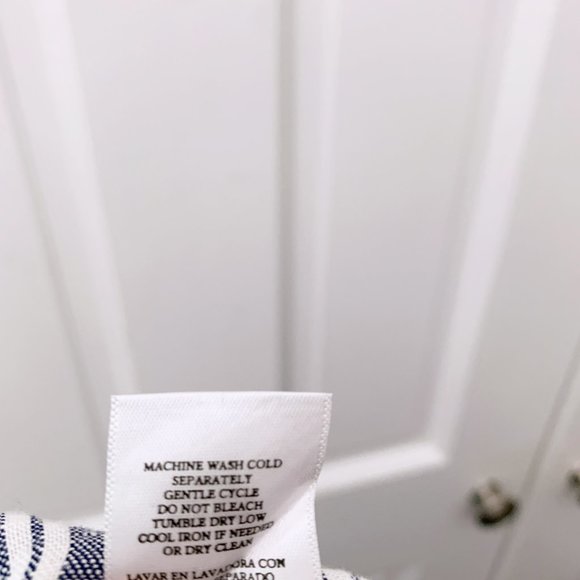 MACHINE WASH COLD
SEPARATELY
GENTLE CYCLE
DO NOT BLEACH
TUMBLE DRY LOW
COOL IRON IF NEEDED
OR DRY CLEAN
LAVAR EN LAVADORA CON